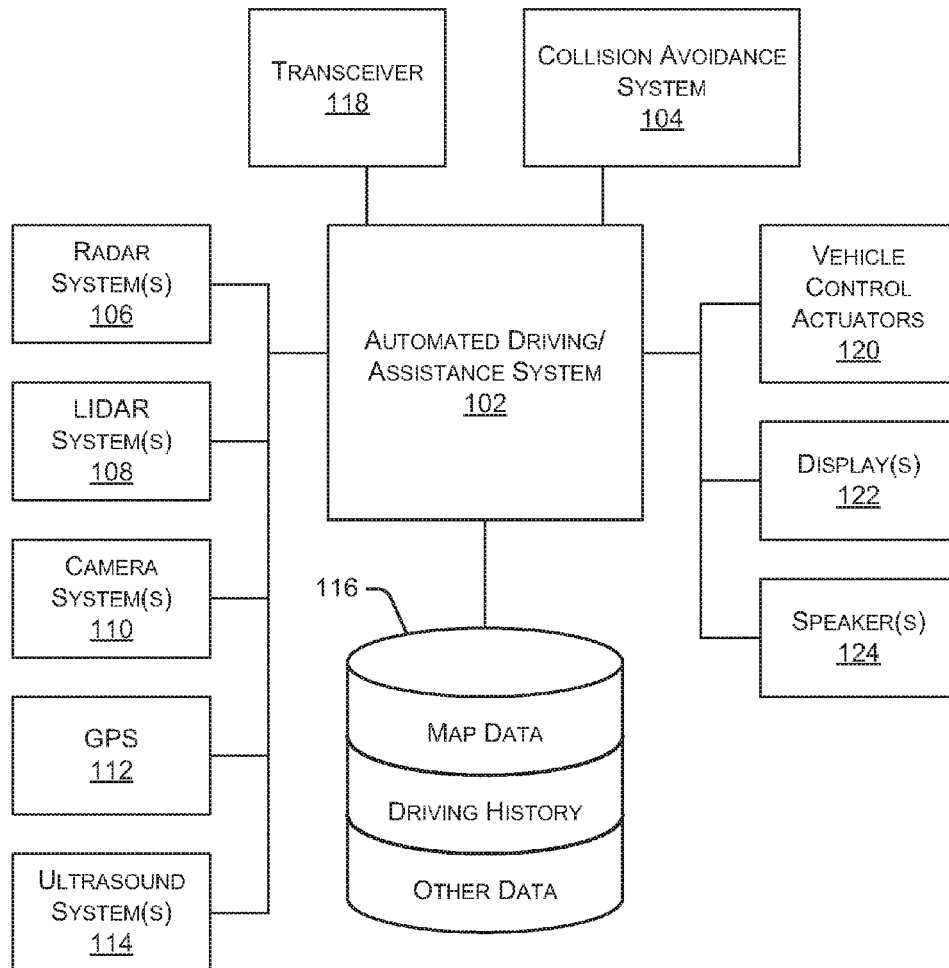 TRANSCEIVER
118
COLLISION AVOIDANCE
SYSTEM
104
RADAR
SYSTEM(S)
106
LIDAR
SYSTEM(S)
108
CAMERA
SYSTEM(S)
110
GPS
112
ULTRASOUND
SYSTEM(S)
114
AUTOMATED DRIVING/
ASSISTANCE SYSTEM
102
116
MAP DATA
DRIVING HISTORY
OTHER DATA
VEHICLE
CONTROL
ACTUATORS
120
DISPLAY(S)
122
SPEAKER(S)
124